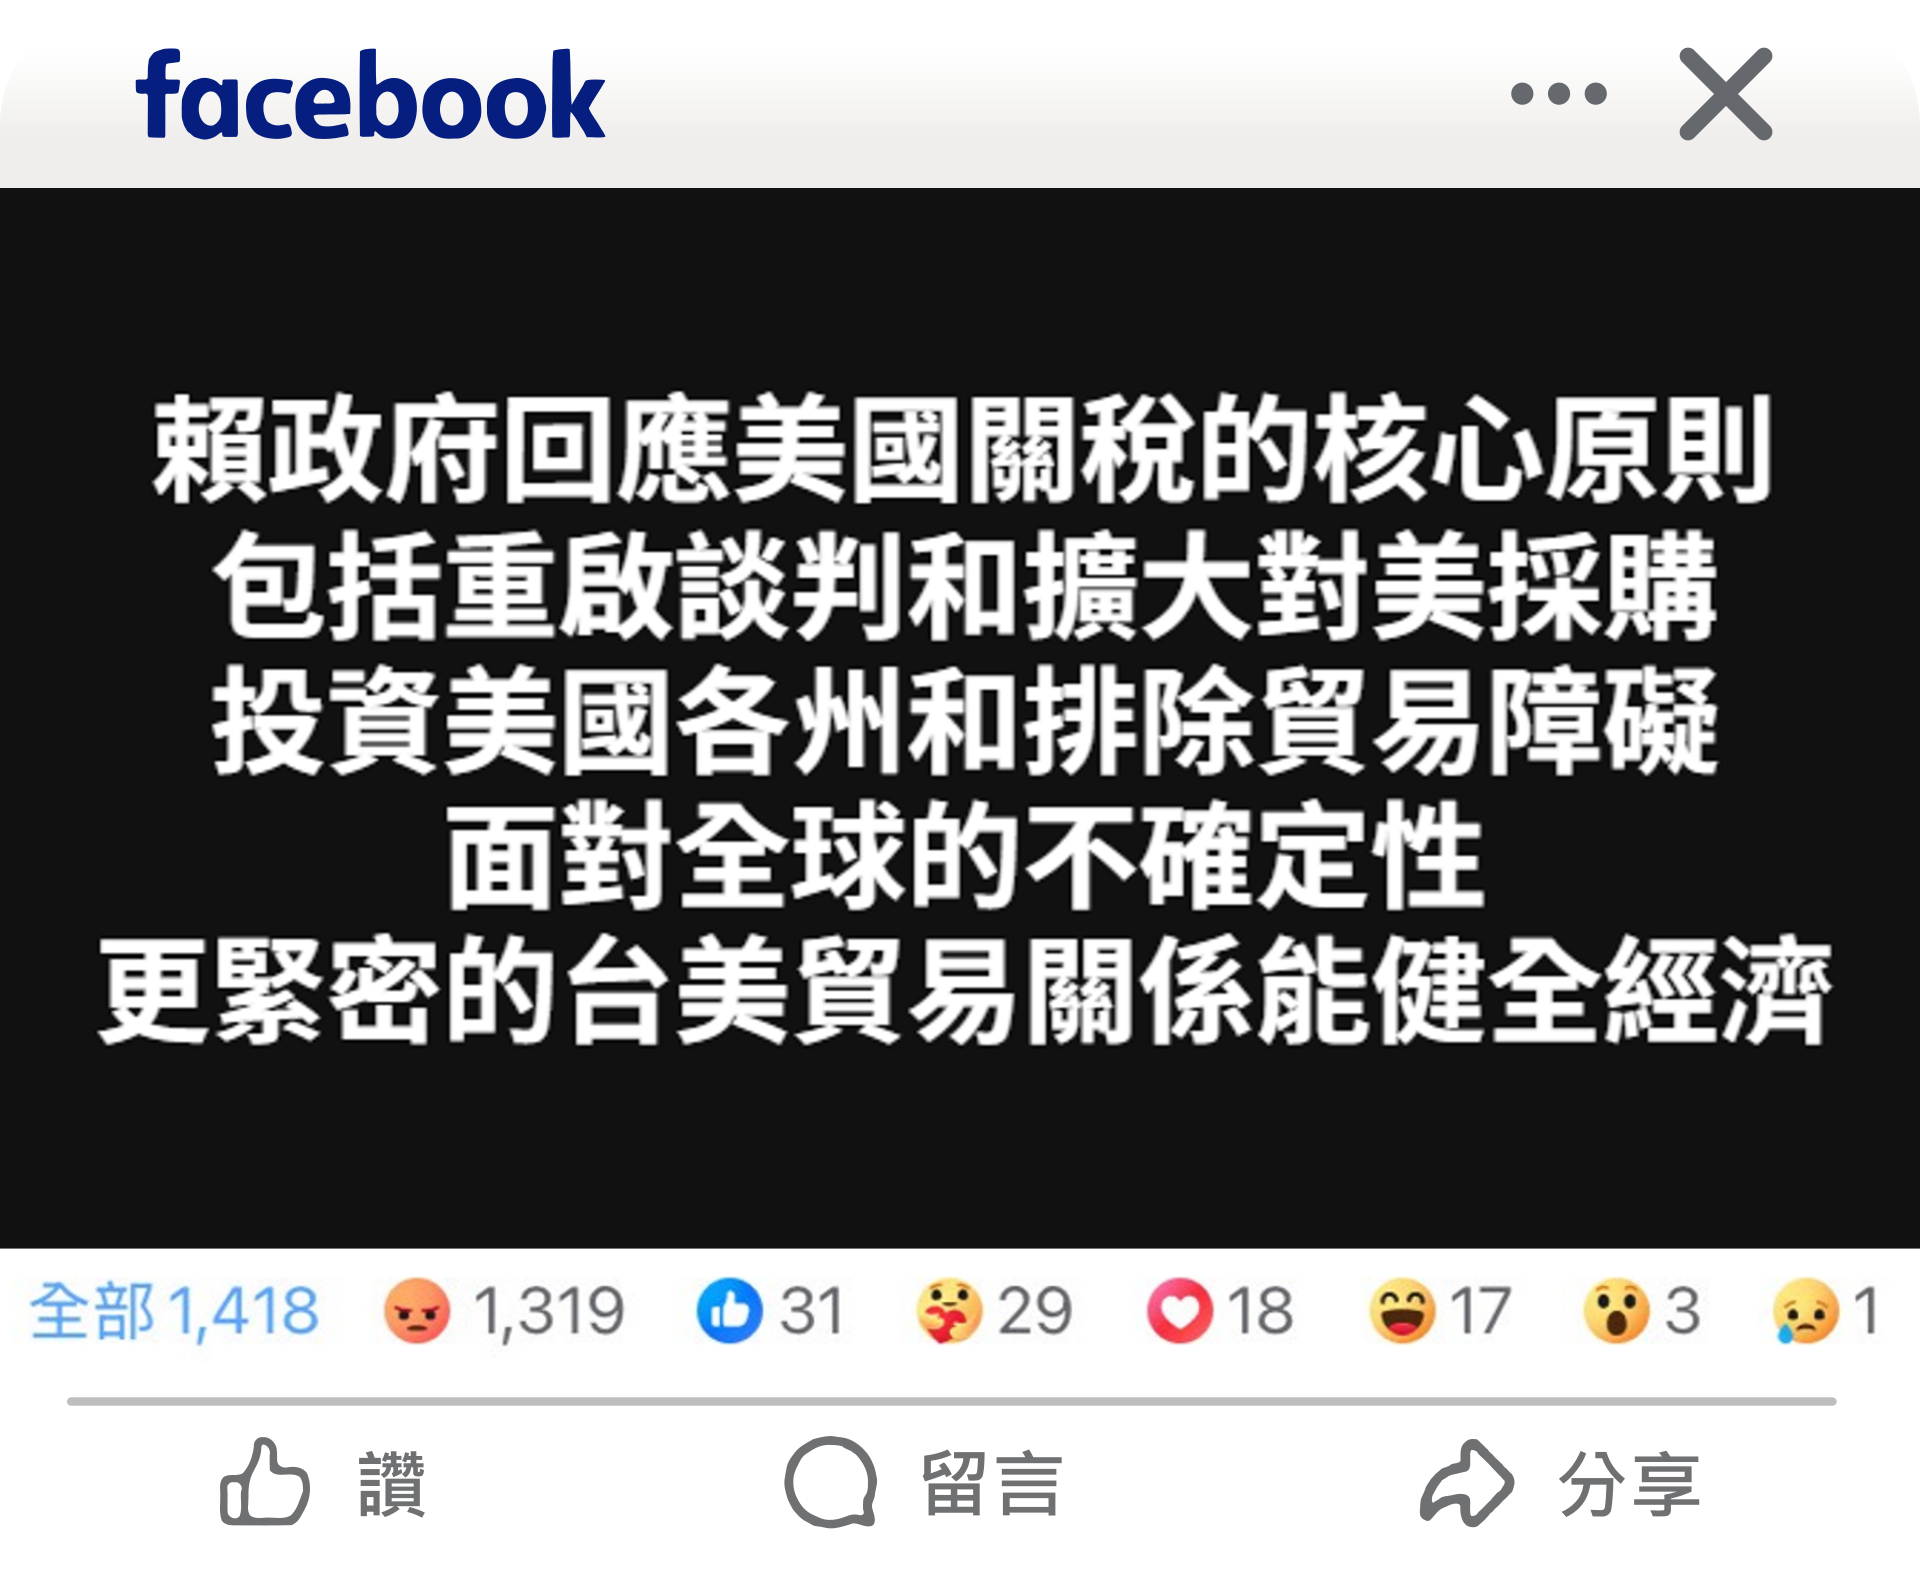 facebook
賴政府回應美國關稅的核心原則
包括重啟談判和擴大對美採購
投資美國各州和排除貿易障礙
面對全球的不確定性
更緊密的台美貿易關係能健全經濟
全部 1,418 1,319 31 29 18 17 3 1
讚 留言 分享